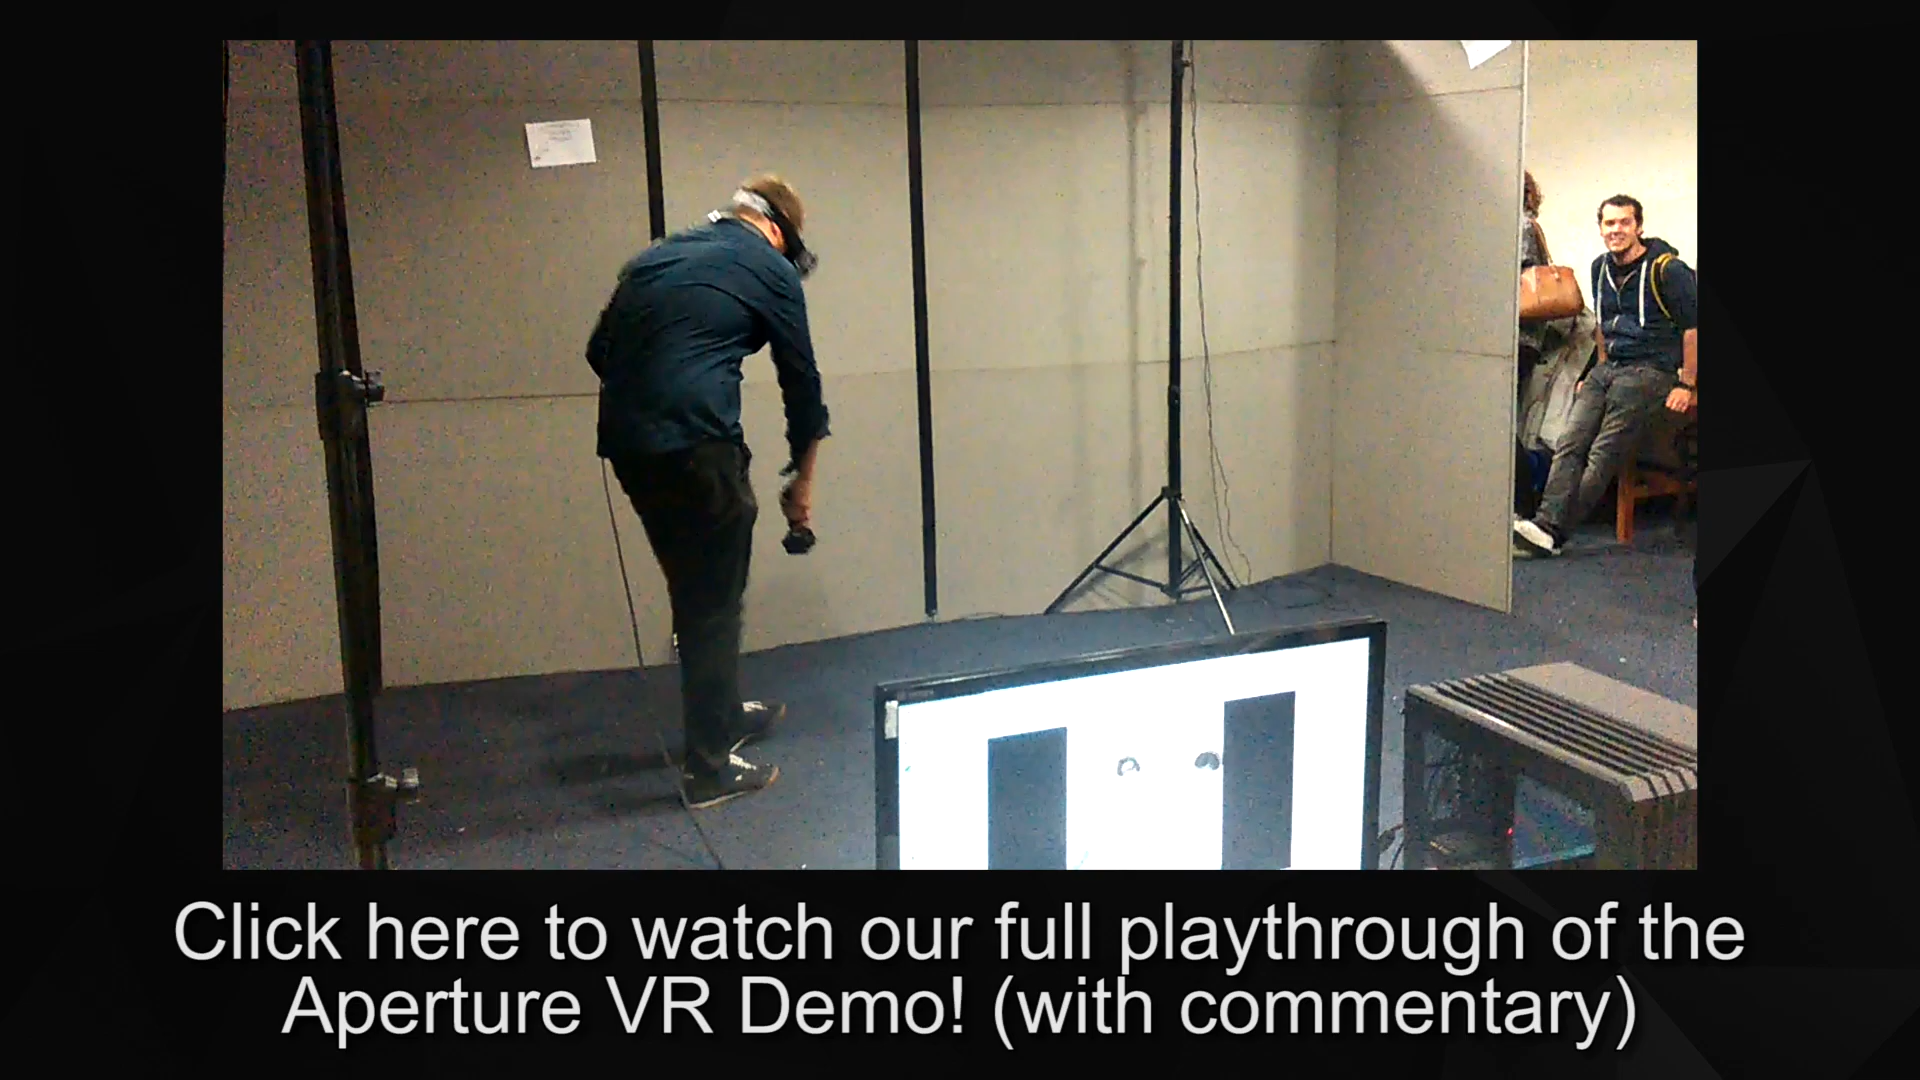 Click here to watch our full playthrough of the
Aperture VR Demo! (with commentary)